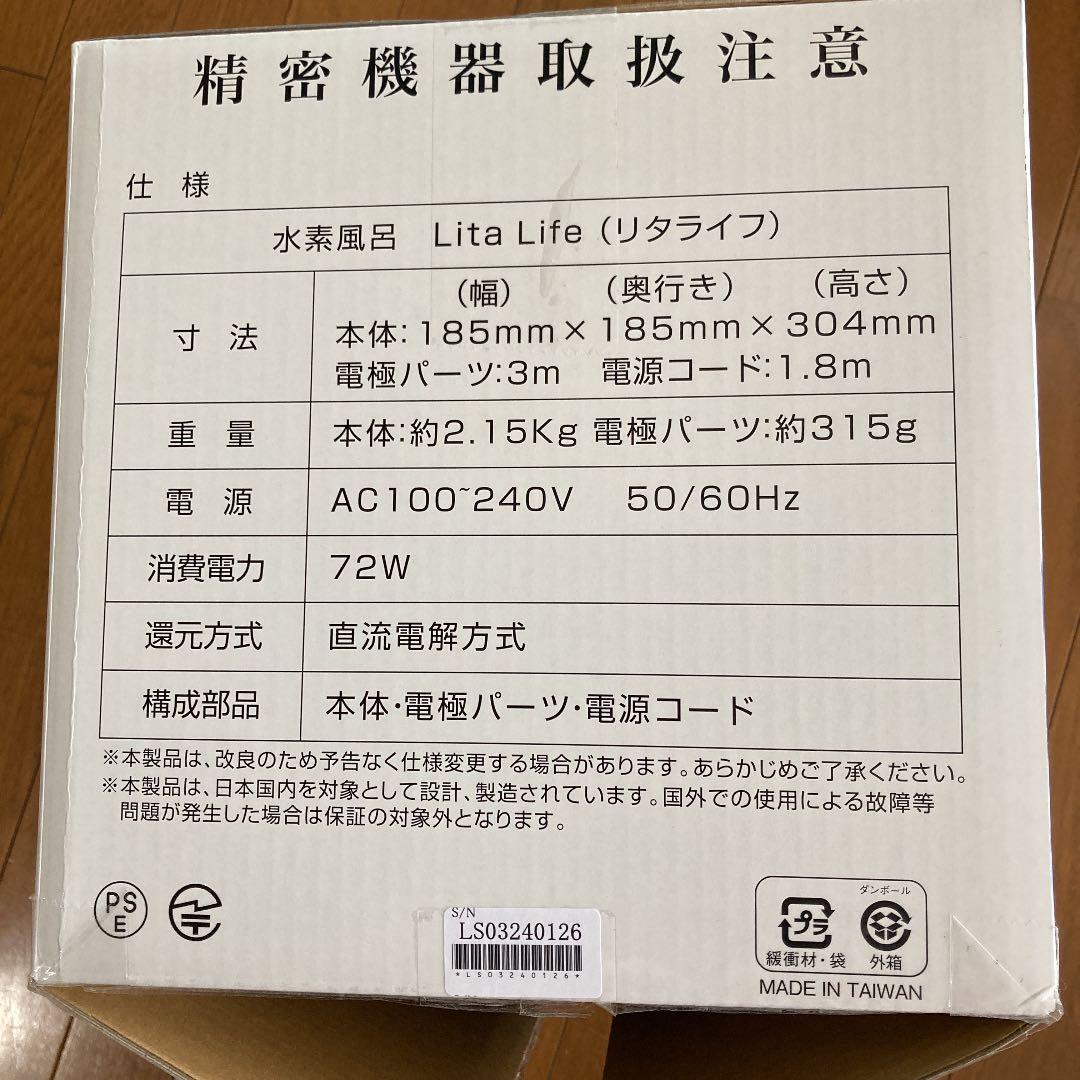 精密機器取扱注意
仕 様
水素風呂 Lita Life（リタライフ）
（幅） （奥行き） （高さ）
寸 法 本体：185mm×185mm×304mm
電極パーツ：3m 電源コード：1.8m
重 量 本体：約2.15Kg 電極パーツ：約315g
電 源 AC100~240V 50/60Hz
消費電力 72W
還元方式 直流電解方式
構成部品 本体・電極パーツ・電源コード
※本製品は、改良のため予告なく仕様変更する場合があります。あらかじめご了承ください。
※本製品は、日本国内を対象として設計、製造されています。国外での使用による故障等
問題が発生した場合は保証の対象外となります。
PS
E
S/N
LS03240126
*LS03240126*
ダンボール
プラ
緩衝材・袋 外箱
MADE IN TAIWAN